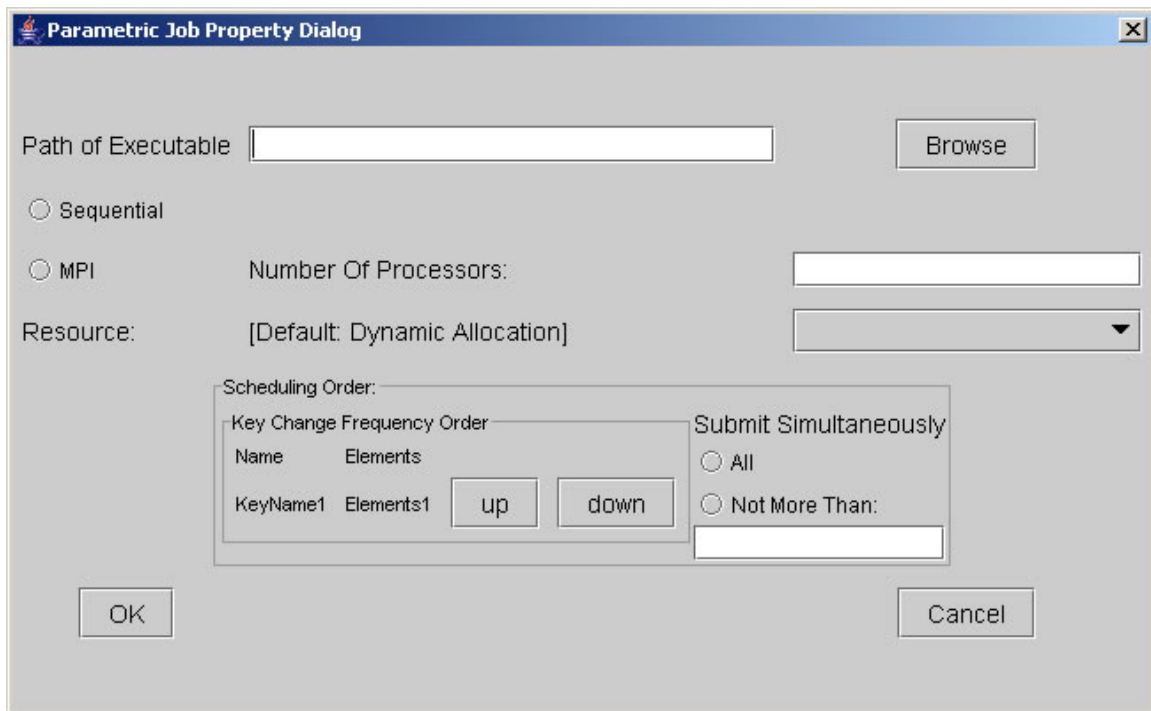 Parametric Job Property Dialog
Path of Executable Browse
Sequential
MPI Number Of Processors:
Resource: [Default: Dynamic Allocation]
Scheduling Order:
Key Change Frequency Order
Submit Simultaneously
Name Elements
All
KeyName1 Elements1 up down
Not More Than:
OK Cancel